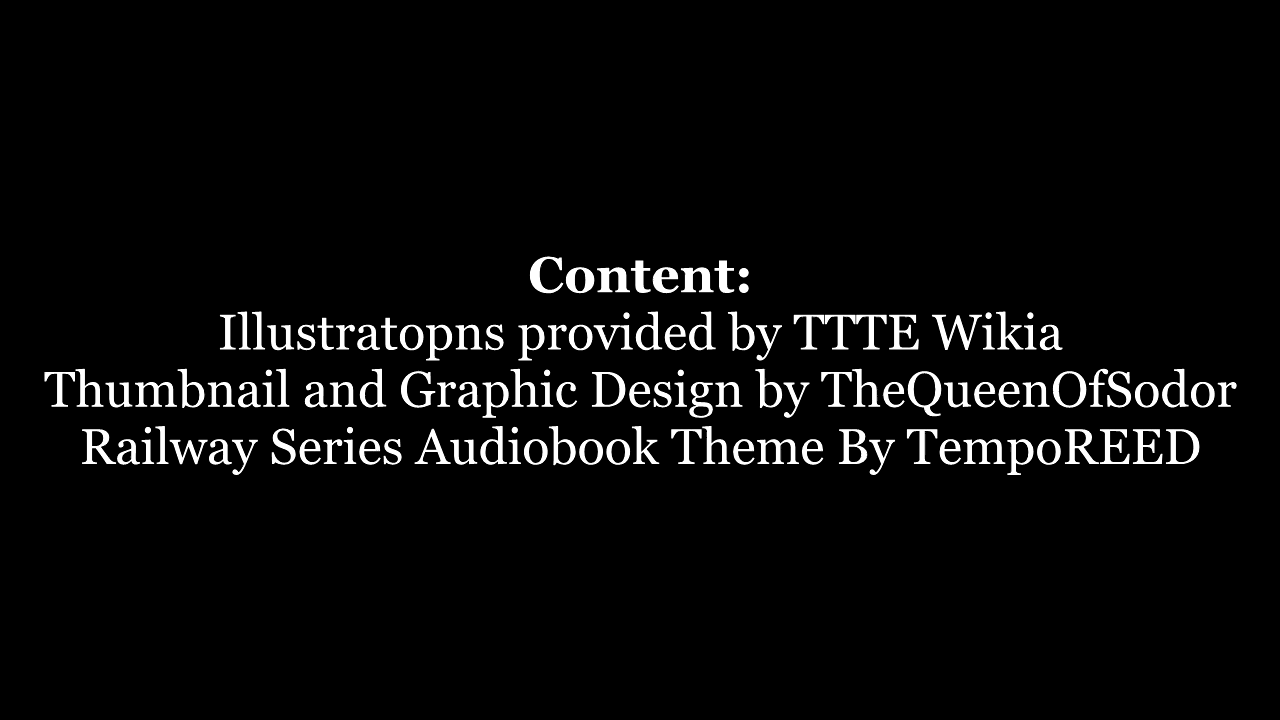 Content:
Illustratopns provided by TTTE Wikia
Thumbnail and Graphic Design by TheQueenOfSodor
Railway Series Audiobook Theme By TempoREED